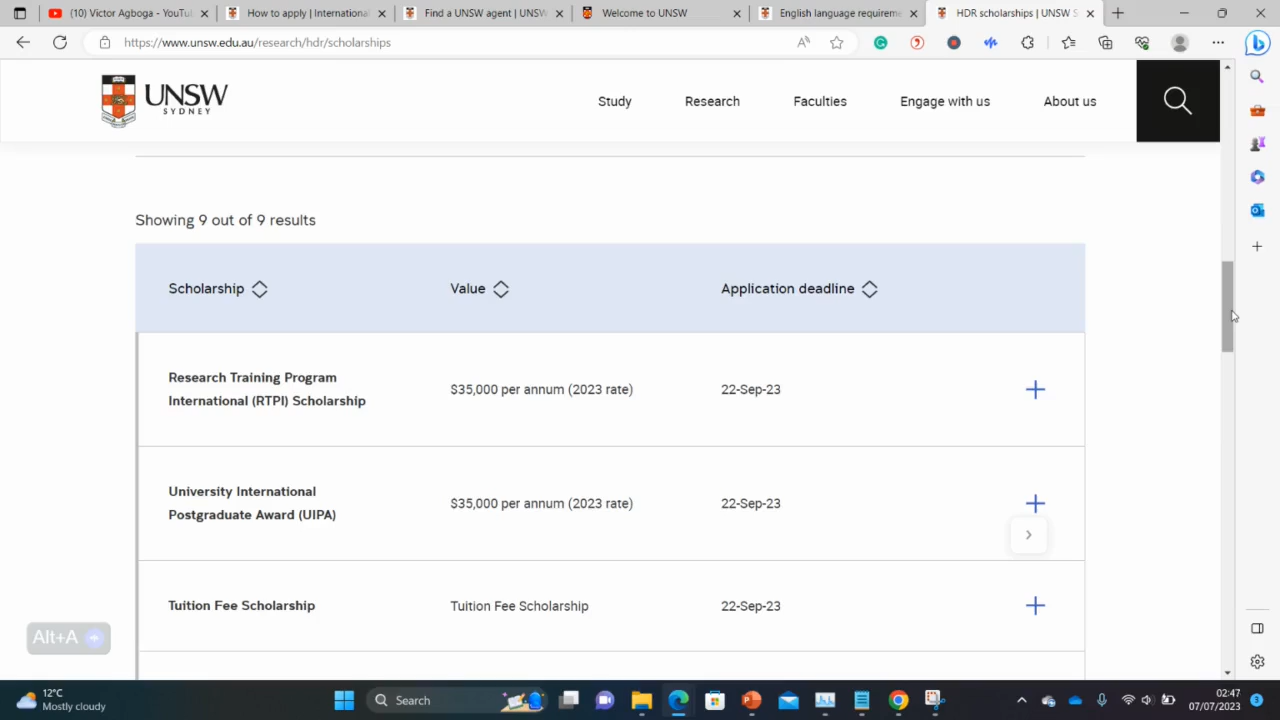 (10) Victor Agboga - YouTu
How to apply | International
Find a UNSW agent | UNSW
Welcome to UNSW
English language requireme
HDR scholarships | UNSW S
https://www.unsw.edu.au/research/hdr/scholarships
UNSW
SYDNEY
Study
Research
Faculties
Engage with us
About us
Showing 9 out of 9 results
Scholarship
Value
Application deadline
Research Training Program
International (RTPI) Scholarship
$35,000 per annum (2023 rate)
22-Sep-23
University International
Postgraduate Award (UIPA)
$35,000 per annum (2023 rate)
22-Sep-23
Tuition Fee Scholarship
Tuition Fee Scholarship
22-Sep-23
Alt+A
12°C
Mostly cloudy
Search
02:47
07/07/2023
3